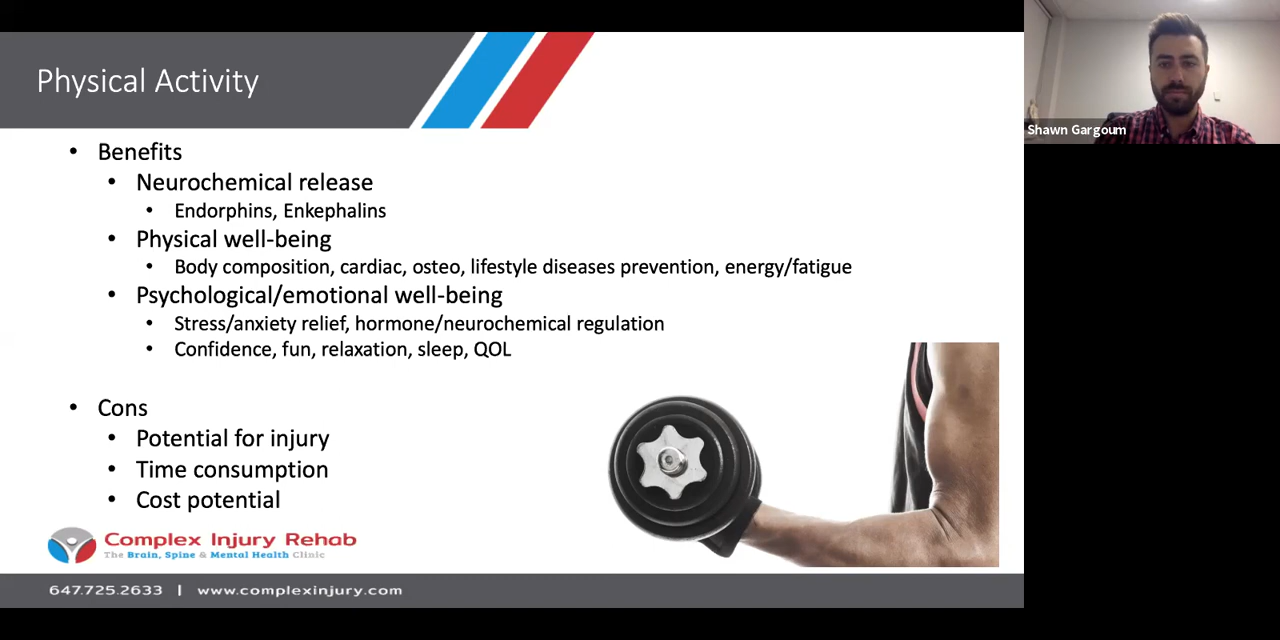 Physical Activity
Shawn Gargoum
• Benefits
• Neurochemical release
• Endorphins, Enkephalins
• Physical well-being
• Body composition, cardiac, osteo, lifestyle diseases prevention, energy/fatigue
• Psychological/emotional well-being
• Stress/anxiety relief, hormone/neurochemical regulation
• Confidence, fun, relaxation, sleep, QOL
• Cons
• Potential for injury
• Time consumption
• Cost potential
Complex Injury Rehab
The Brain, Spine & Mental Health Clinic
647.725.2633 | www.complexinjury.com